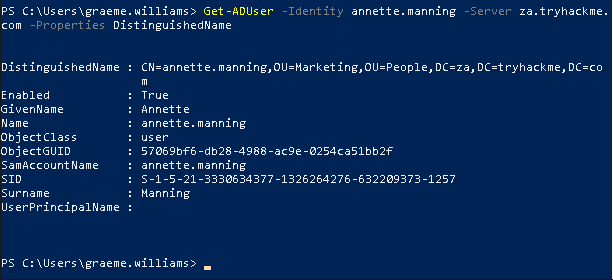 PS C:\Users\graeme.williams> Get-ADUser -Identity annette.manning -Server za.tryhackme.
com -Properties DistinguishedName
DistinguishedName : CN=annette.manning,OU=Marketing,OU=People,DC=za,DC=tryhackme,DC=co
m
Enabled : True
GivenName : Annette
Name : annette.manning
ObjectClass : user
ObjectGUID : 57069bf6-db28-4988-ac9e-0254ca51bb2f
SamAccountName : annette.manning
SID : S-1-5-21-3330634377-1326264276-632209373-1257
Surname : Manning
UserPrincipalName :
PS C:\Users\graeme.williams>